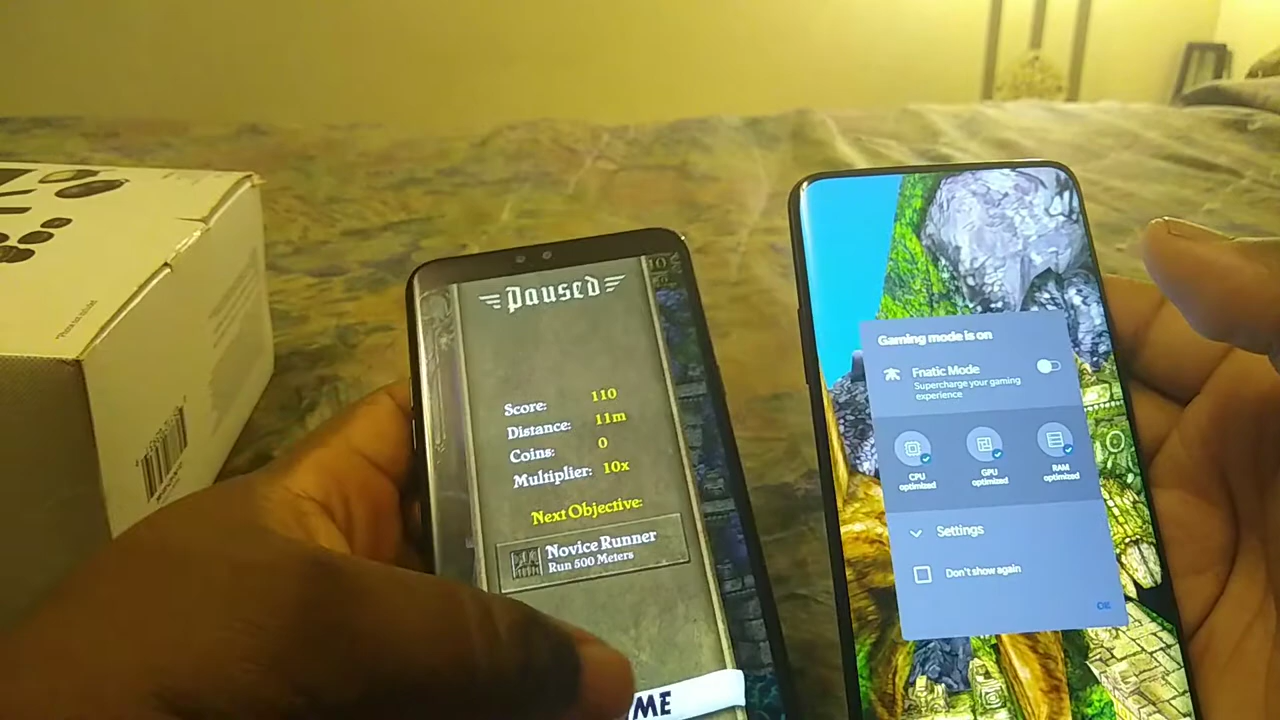 Paused
Score: 110
Distance: 11m
Coins: 0
Multiplier: 10x
Next Objective:
Novice Runner
Run 500 Meters
ME
Gaming mode is on
Fnatic Mode
Supercharge your gaming
experience
CPU
optimized
GPU
optimized
RAM
optimized
Settings
Don't show again
OK